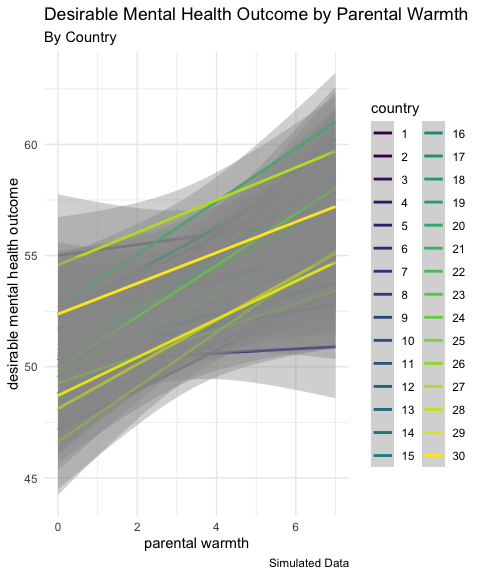 Desirable Mental Health Outcome by Parental Warmth
By Country
desirable mental health outcome
60
55
50
45
0 2 4 6
parental warmth
country
1 16
2 17
3 18
4 19
5 20
6 21
7 22
8 23
9 24
10 25
11 26
12 27
13 28
14 29
15 30
Simulated Data